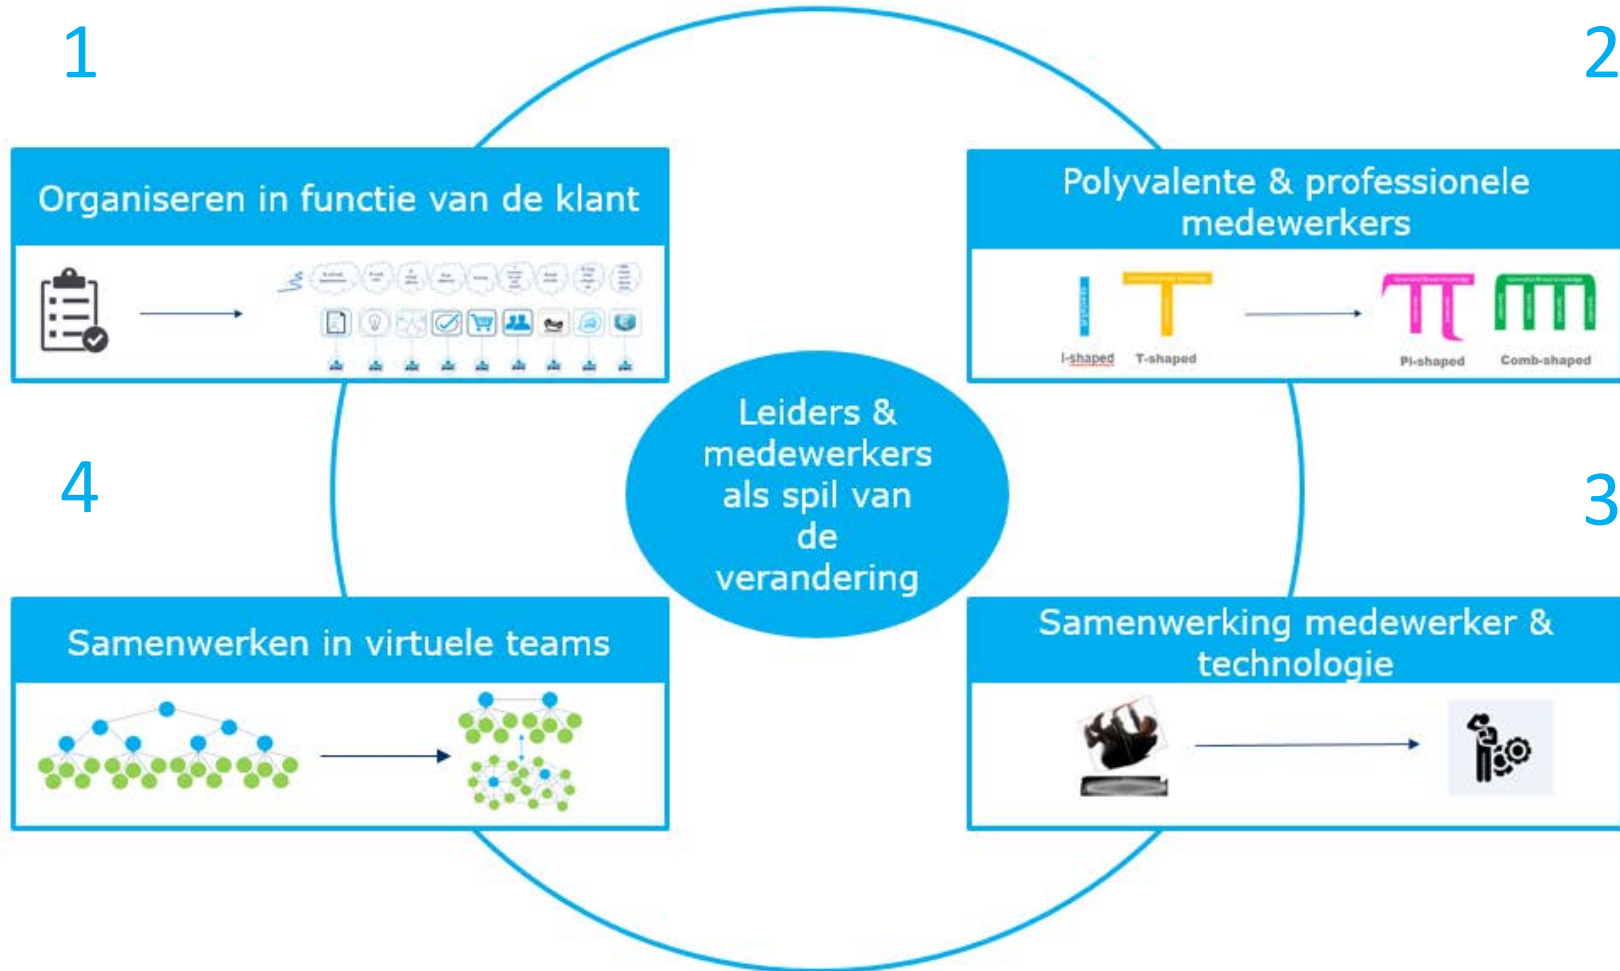 1
2
Organiseren in functie van de klant
Polyvalente & professionele
medewerkers
I-shaped
T-shaped
Pi-shaped
Comb-shaped
Leiders &
medewerkers
als spil van
de
verandering
4
3
Samenwerken in virtuele teams
Samenwerking medewerker &
technologie